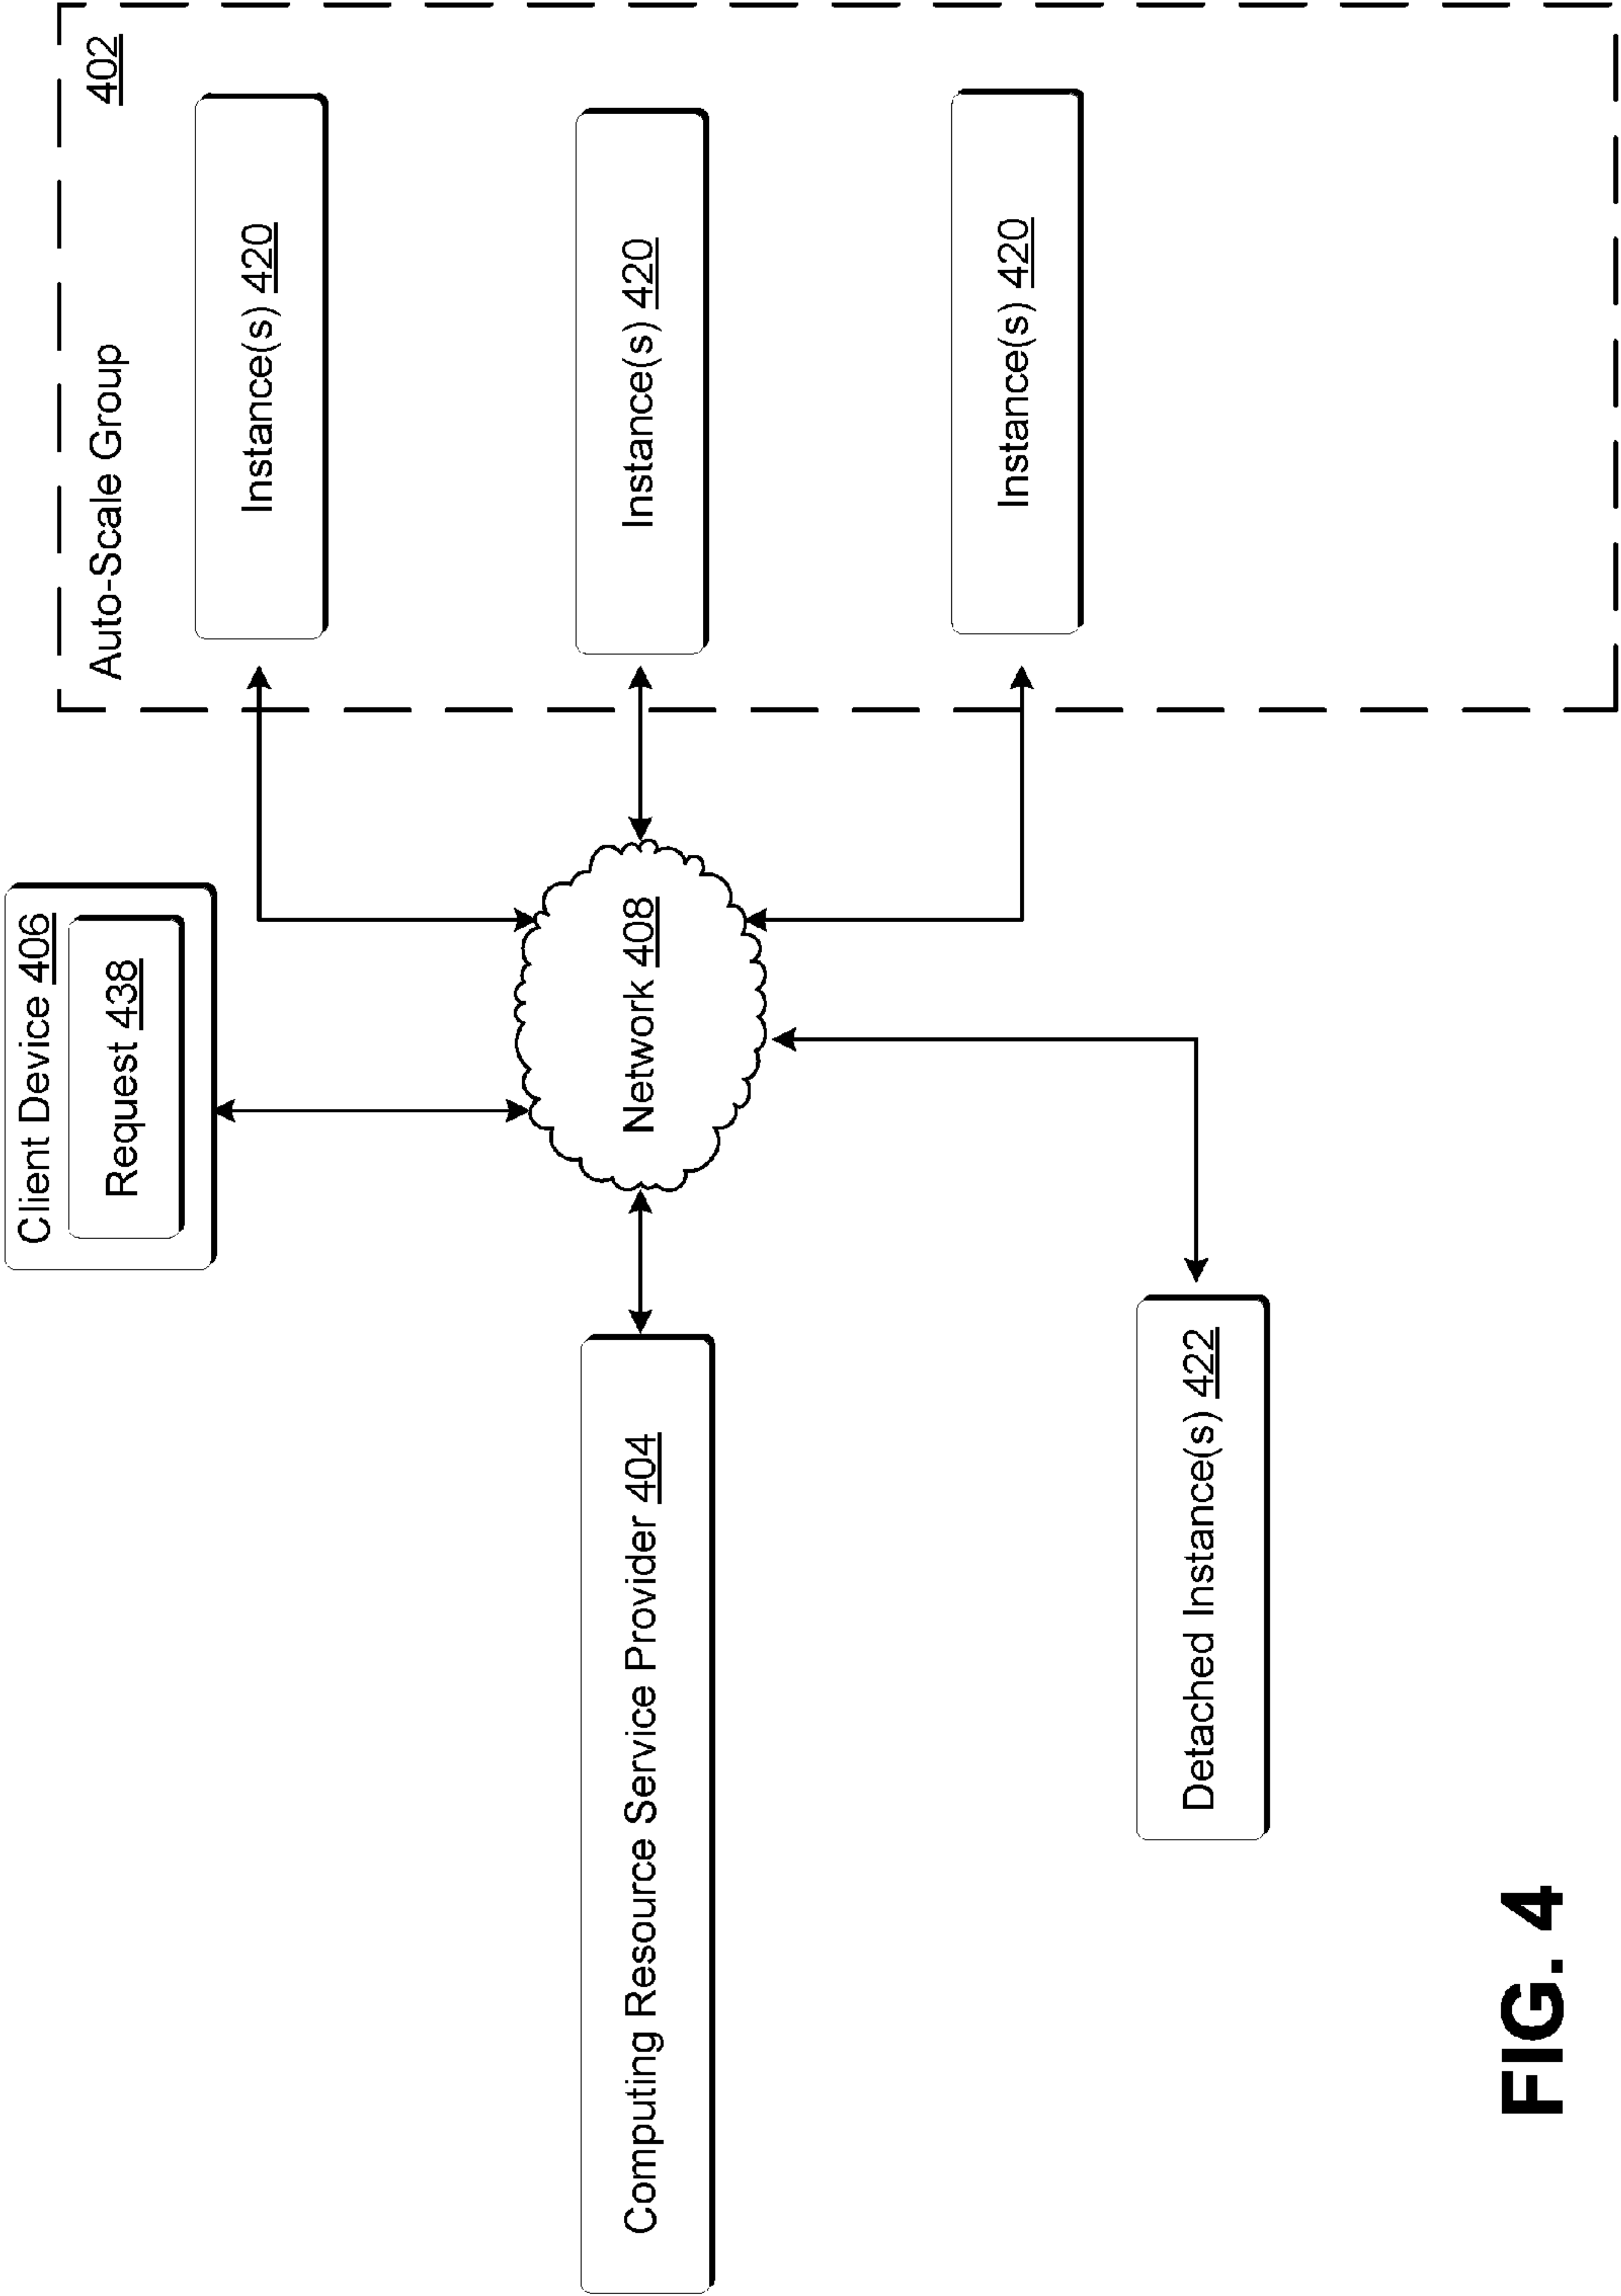 Client Device 406
Request 438
Auto-Scale Group
402
Instance(s) 420
Computing Resource Service Provider 404
Network 408
Instance(s) 420
Instance(s) 420
Detached Instance(s) 422
FIG. 4